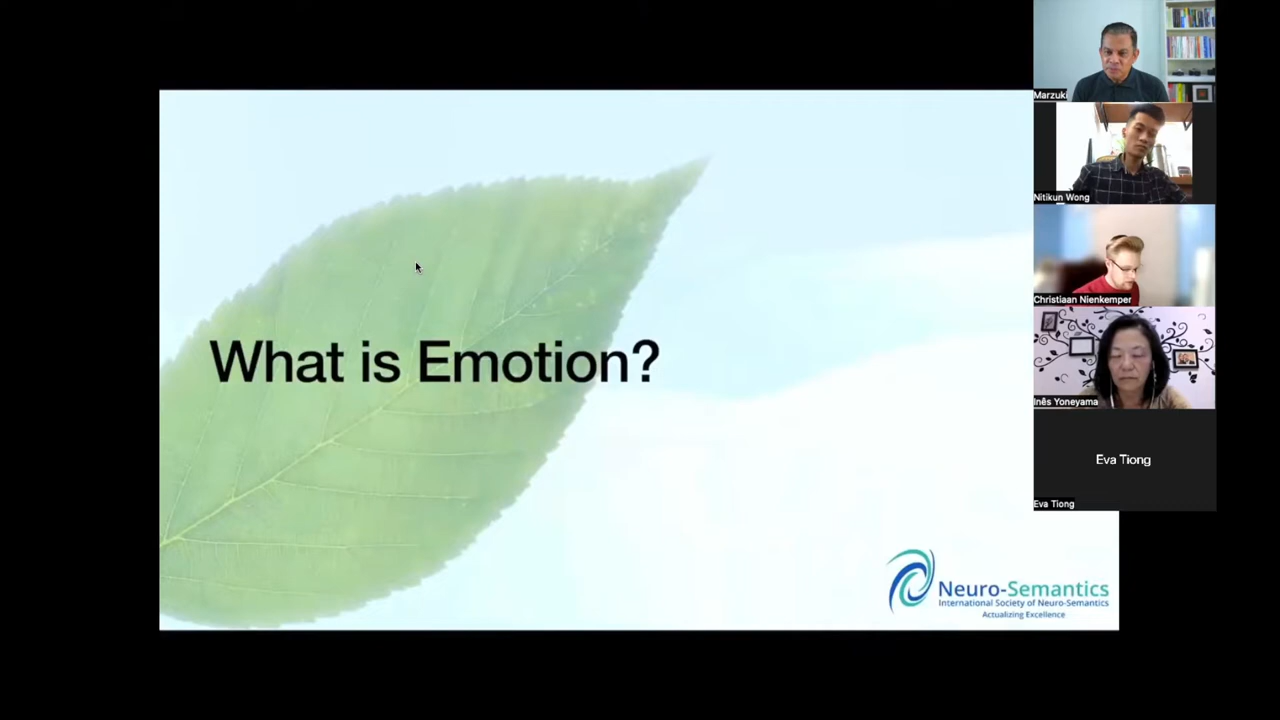 What is Emotion?
Neuro-Semantics
International Society of Neuro-Semantics
Actualizing Excellence
Marzuki
Nitikun Wong
Christiaan Nienkemper
Inês Yoneyama
Eva Tiong
Eva Tiong